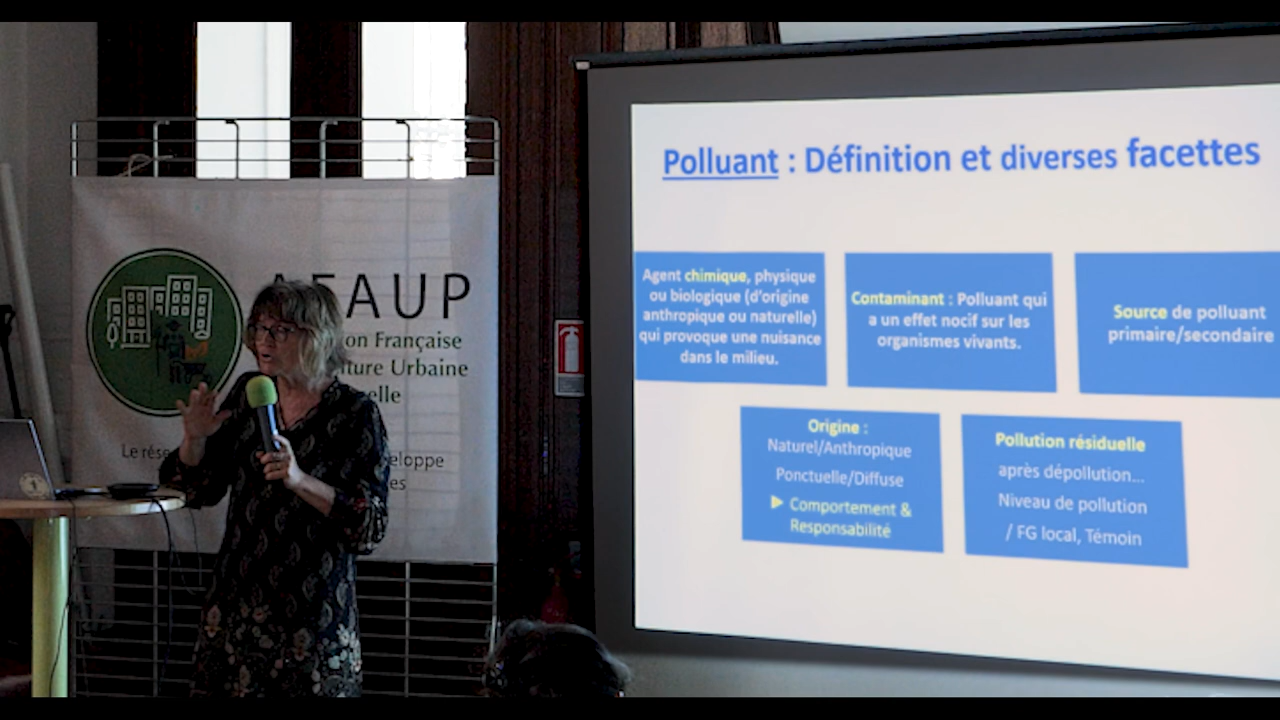 AFAUP
on Française
ture Urbaine
elle
Le rése
eloppe
es
Polluant : Définition et diverses facettes
Agent chimique, physique
ou biologique (d'origine
anthropique ou naturelle)
qui provoque une nuisance
dans le milieu.
Contaminant : Polluant qui
a un effet nocif sur les
organismes vivants.
Source de polluant
primaire/secondaire
Origine :
Naturel/Anthropique
Ponctuelle/Diffuse
Comportement &
Responsabilité
Pollution résiduelle
après dépollution...
Niveau de pollution
/ FG local, Témoin